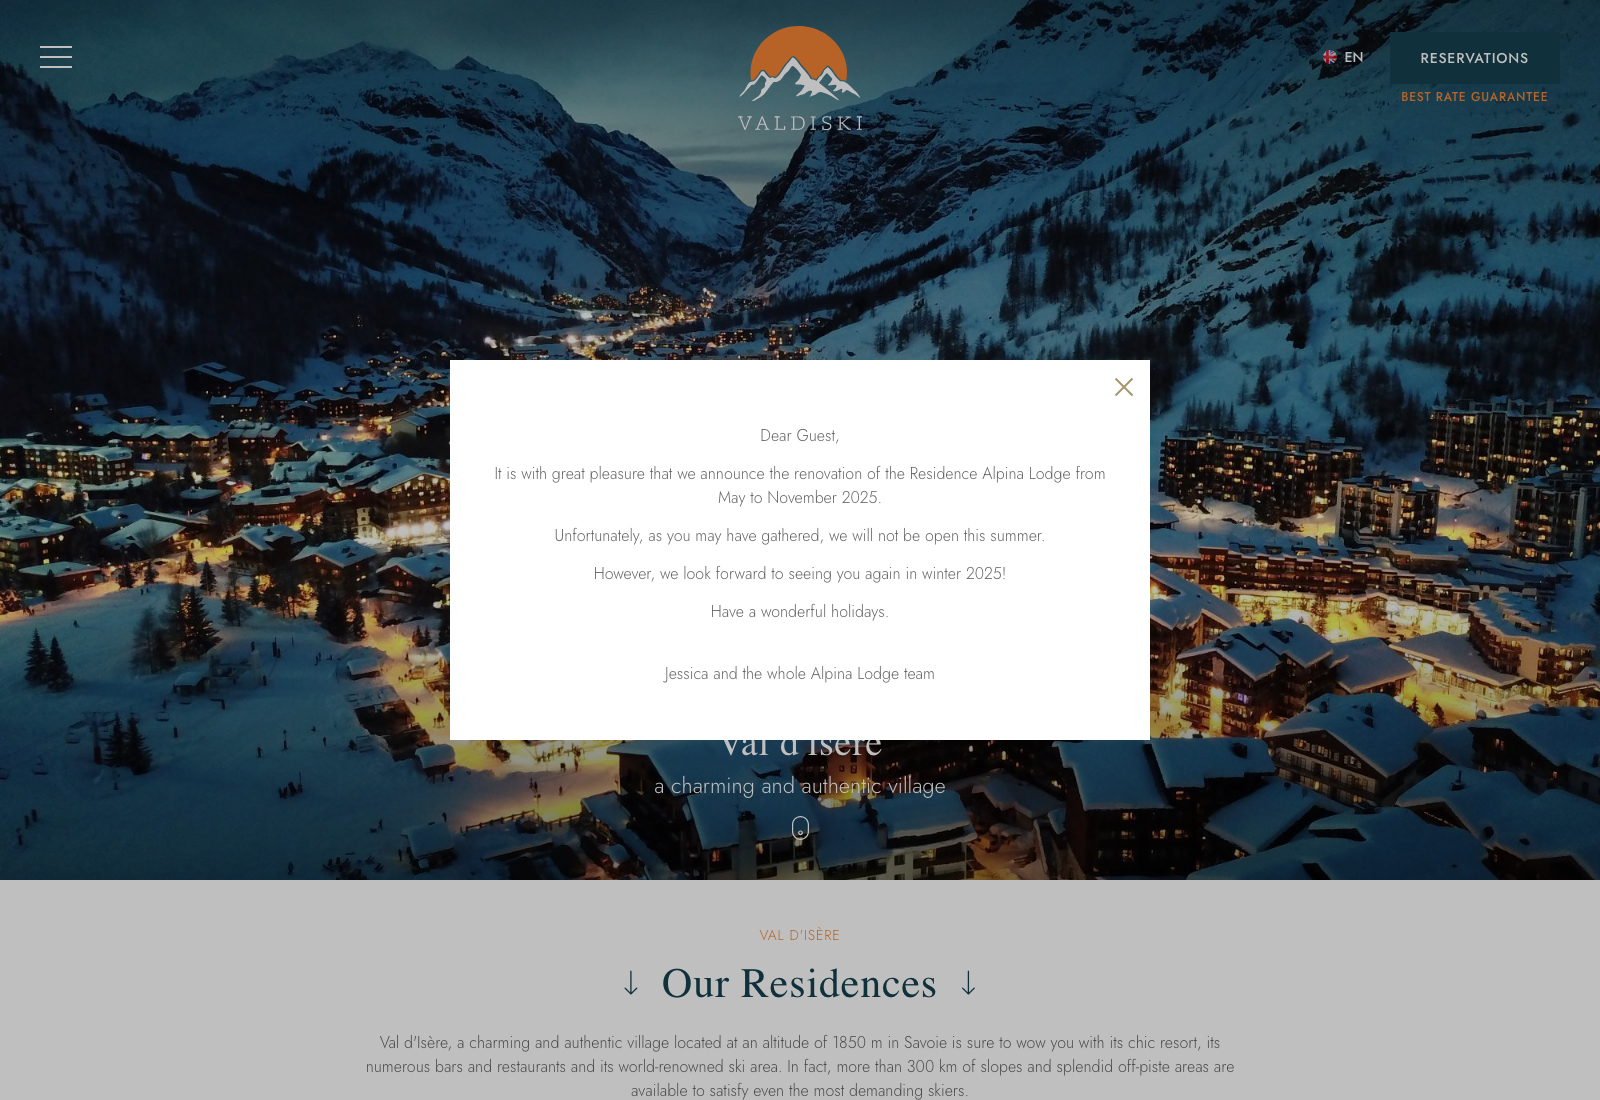 VALDISKI
EN
RESERVATIONS
BEST RATE GUARANTEE
Dear Guest,
It is with great pleasure that we announce the renovation of the Residence Alpina Lodge from
May to November 2025.
Unfortunately, as you may have gathered, we will not be open this summer.
However, we look forward to seeing you again in winter 2025!
Have a wonderful holidays.
Jessica and the whole Alpina Lodge team
Val d'Isère
a charming and authentic village
VAL D'ISÈRE
↓ Our Residences ↓
Val d'Isère, a charming and authentic village located at an altitude of 1850 m in Savoie is sure to wow you with its chic resort, its
numerous bars and restaurants and its world-renowned ski area. In fact, more than 300 km of slopes and splendid off-piste areas are
available to satisfy even the most demanding skiers.